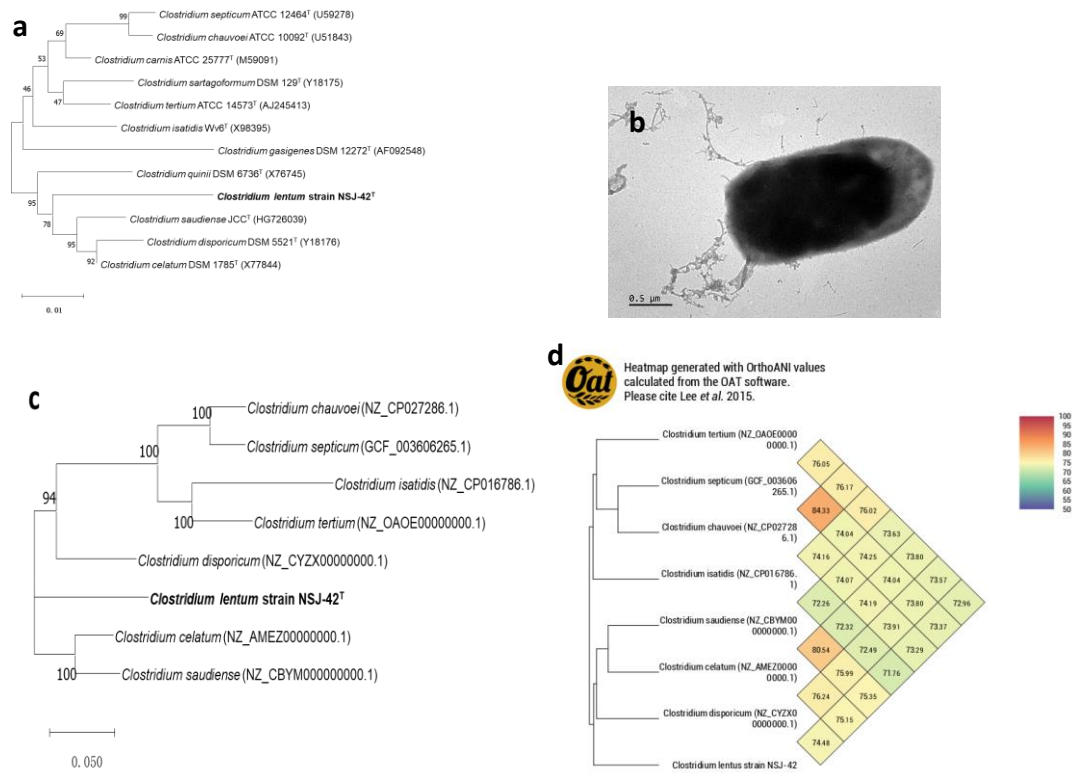 a
99
Clostridium septicum ATCC 12464T (U59278)
69
Clostridium chauvoei ATCC 10092T (U51843)
53
Clostridium carnis ATCC 25777T (M59091)
46
Clostridium sartagoformum DSM 129T (Y18175)
47
Clostridium tertium ATCC 14573T (AJ245413)
Clostridium isatidis Wv6T (X98395)
Clostridium gasigenes DSM 12272T (AF092548)
Clostridium quinii DSM 6736T (X76745)
95
Clostridium lentum strain NSJ-42T
78
Clostridium saudiense JCCT (HG726039)
95
Clostridium disporicum DSM 5521T (Y18176)
92
Clostridium celatum DSM 1785T (X77844)
0.01
b
0.5 µm
c
100
Clostridium chauvoei (NZ_CP027286.1)
100
Clostridium septicum (GCF_003606265.1)
94
Clostridium isatidis (NZ_CP016786.1)
100
Clostridium tertium (NZ_OAOE00000000.1)
Clostridium disporicum (NZ_CYZX00000000.1)
Clostridium lentum strain NSJ-42T
Clostridium celatum (NZ_AMEZ00000000.1)
100
Clostridium saudiense (NZ_CBYM000000000.1)
0.050
d
Oat
Heatmap generated with OrthoANI values
calculated from the OAT software.
Please cite Lee et al. 2015.
Clostridium tertium (NZ_OAOE0000
0000.1)
Clostridium septicum (GCF_003606
265.1)
Clostridium chauvoei (NZ_CP02728
6.1)
Clostridium isatidis (NZ_CP016786.
1)
Clostridium saudiense (NZ_CBYM00
0000000.1)
Clostridium celatum (NZ_AMEZ0000
0000.1)
Clostridium disporicum (NZ_CYZX0
0000000.1)
Clostridium lentus strain NSJ-42
76.05
76.17
84.33 76.02
74.04 73.63
74.16 74.25 73.80
74.07 74.04 73.57
72.26 74.19 73.80 72.96
72.32 73.91 73.37
80.54 72.49 73.29
75.99 71.76
76.24 75.35
75.15
74.48
100
95
90
85
80
75
70
65
60
55
50